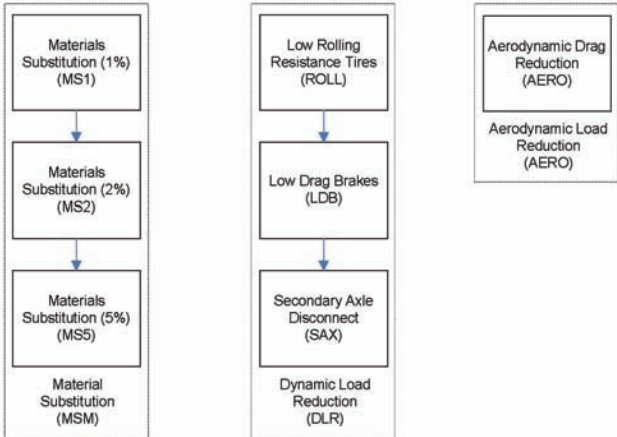 Materials
Substitution (1%)
(MS1)
Materials
Substitution (2%)
(MS2)
Materials
Substitution (5%)
(MS5)
Material
Substitution
(MSM)
Low Rolling
Resistance Tires
(ROLL)
Low Drag Brakes
(LDB)
Secondary Axle
Disconnect
(SAX)
Dynamic Load
Reduction
(DLR)
Aerodynamic Drag
Reduction
(AERO)
Aerodynamic Load
Reduction
(AERO)